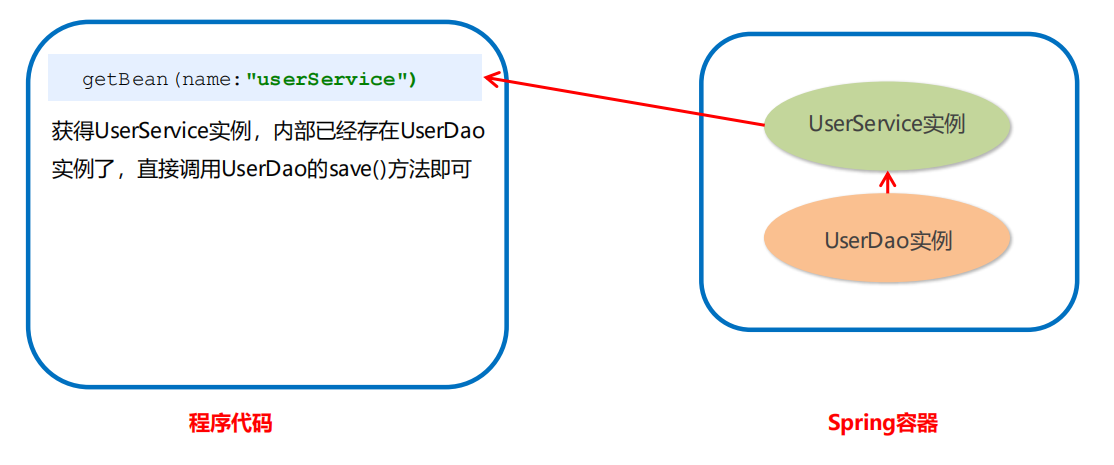 getBean(name:"userService")
获得UserService实例，内部已经存在UserDao
实例了，直接调用UserDao的save()方法即可
UserService实例
UserDao实例
程序代码
Spring容器